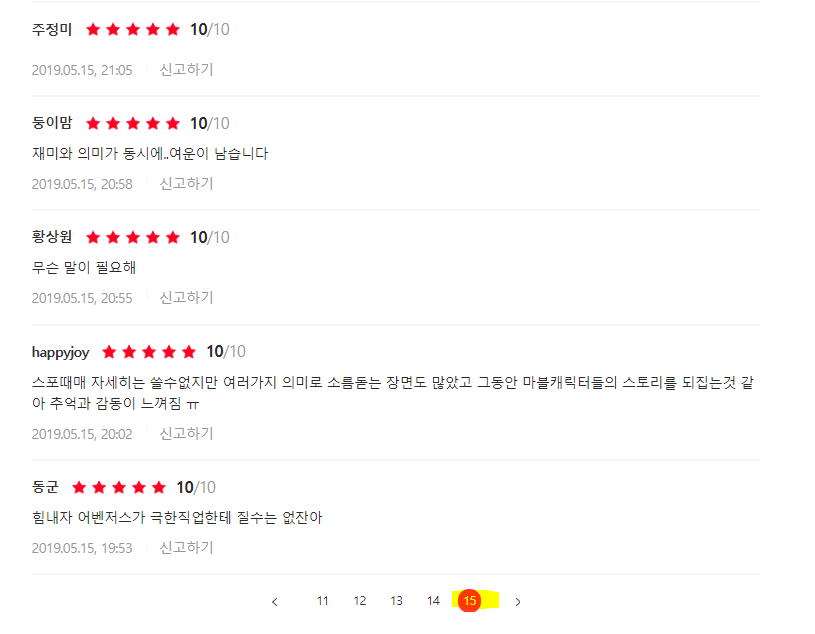 주정미 10/10
2019.05.15, 21:05 신고하기
둥이맘 10/10
재미와 의미가 동시에..여운이 남습니다
2019.05.15, 20:58 신고하기
황상원 10/10
무슨 말이 필요해
2019.05.15, 20:55 신고하기
happyjoy 10/10
스포때매 자세히는 쓸수없지만 여러가지 의미로 소름돋는 장면도 많았고 그동안 마블캐릭터들의 스토리를 되집는것 같
아 추억과 감동이 느껴짐 ㅠ
2019.05.15, 20:02 신고하기
동군 10/10
힘내자 어벤저스가 극한직업한테 질수는 없잔아
2019.05.15, 19:53 신고하기
< 11 12 13 14 15 >